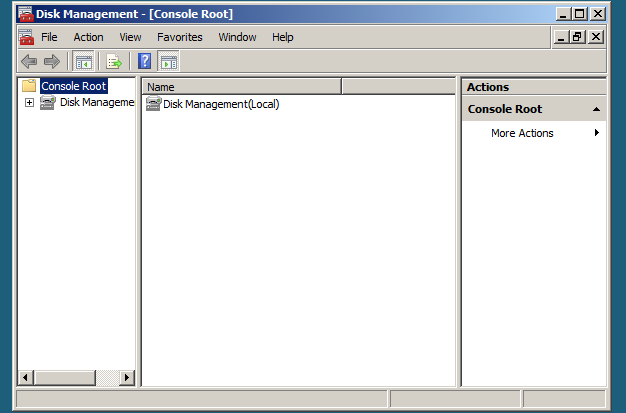 Disk Management - [Console Root]
File Action View Favorites Window Help
Console Root
Disk Manageme
Name
Disk Management(Local)
Actions
Console Root
More Actions